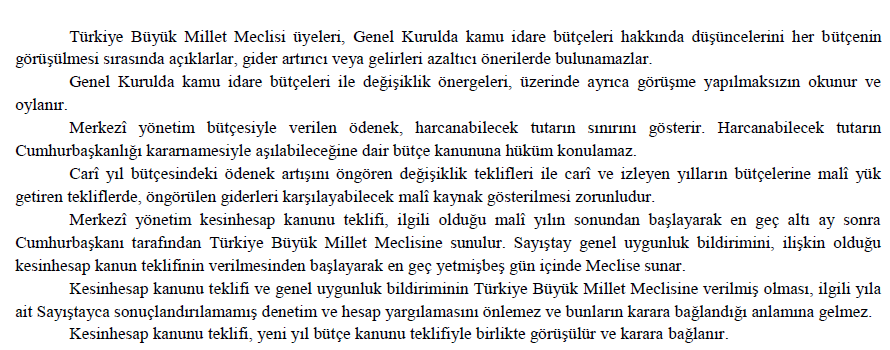 Türkiye Büyük Millet Meclisi üyeleri, Genel Kurulda kamu idare bütçeleri hakkında düşüncelerini her bütçenin
görüşülmesi sırasında açıklarlar, gider artırıcı veya gelirleri azaltıcı önerilerde bulunamazlar.
Genel Kurulda kamu idare bütçeleri ile değişiklik önergeleri, üzerinde ayrıca görüşme yapılmaksızın okunur ve
oylanır.
Merkezî yönetim bütçesiyle verilen ödenek, harcanabilecek tutarın sınırını gösterir. Harcanabilecek tutarın
Cumhurbaşkanlığı kararnamesiyle aşılabileceğine dair bütçe kanununa hüküm konulamaz.
Carî yıl bütçesindeki ödenek artışını öngören değişiklik teklifleri ile carî ve izleyen yılların bütçelerine malî yük
getiren tekliflerde, öngörülen giderleri karşılayabilecek malî kaynak gösterilmesi zorunludur.
Merkezî yönetim kesinhesap kanunu teklifi, ilgili olduğu malî yılın sonundan başlayarak en geç altı ay sonra
Cumhurbaşkanı tarafından Türkiye Büyük Millet Meclisine sunulur. Sayıştay genel uygunluk bildirimini, ilişkin olduğu
kesinhesap kanun teklifinin verilmesinden başlayarak en geç yetmişbeş gün içinde Meclise sunar.
Kesinhesap kanunu teklifi ve genel uygunluk bildiriminin Türkiye Büyük Millet Meclisine verilmiş olması, ilgili yıla
ait Sayıştayca sonuçlandırılamamış denetim ve hesap yargılamasını önlemez ve bunların karara bağlandığı anlamına gelmez.
Kesinhesap kanunu teklifi, yeni yıl bütçe kanunu teklifiyle birlikte görüşülür ve karara bağlanır.